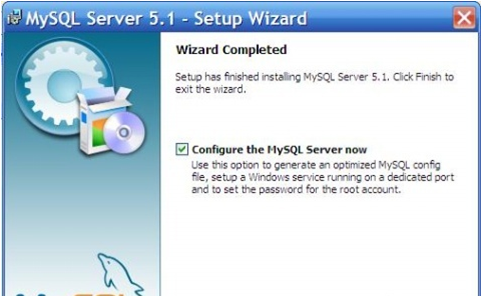 MySQL Server 5.1 - Setup Wizard
Wizard Completed
Setup has finished installing MySQL Server 5.1. Click Finish to
exit the wizard.
Configure the MySQL Server now
Use this option to generate an optimized MySQL config
file, setup a Windows service running on a dedicated port
and to set the password for the root account.